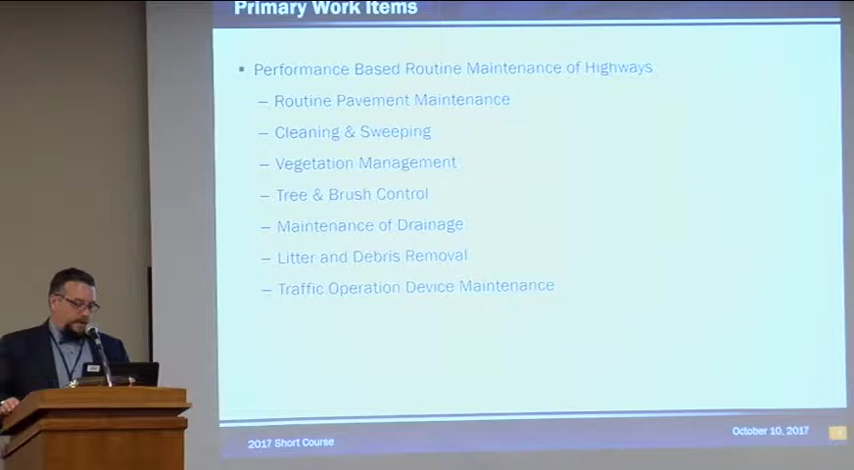 Primary Work Items
▪ Performance Based Routine Maintenance of Highways
– Routine Pavement Maintenance
– Cleaning & Sweeping
– Vegetation Management
– Tree & Brush Control
– Maintenance of Drainage
– Litter and Debris Removal
– Traffic Operation Device Maintenance
2017 Short Course
October 10, 2017